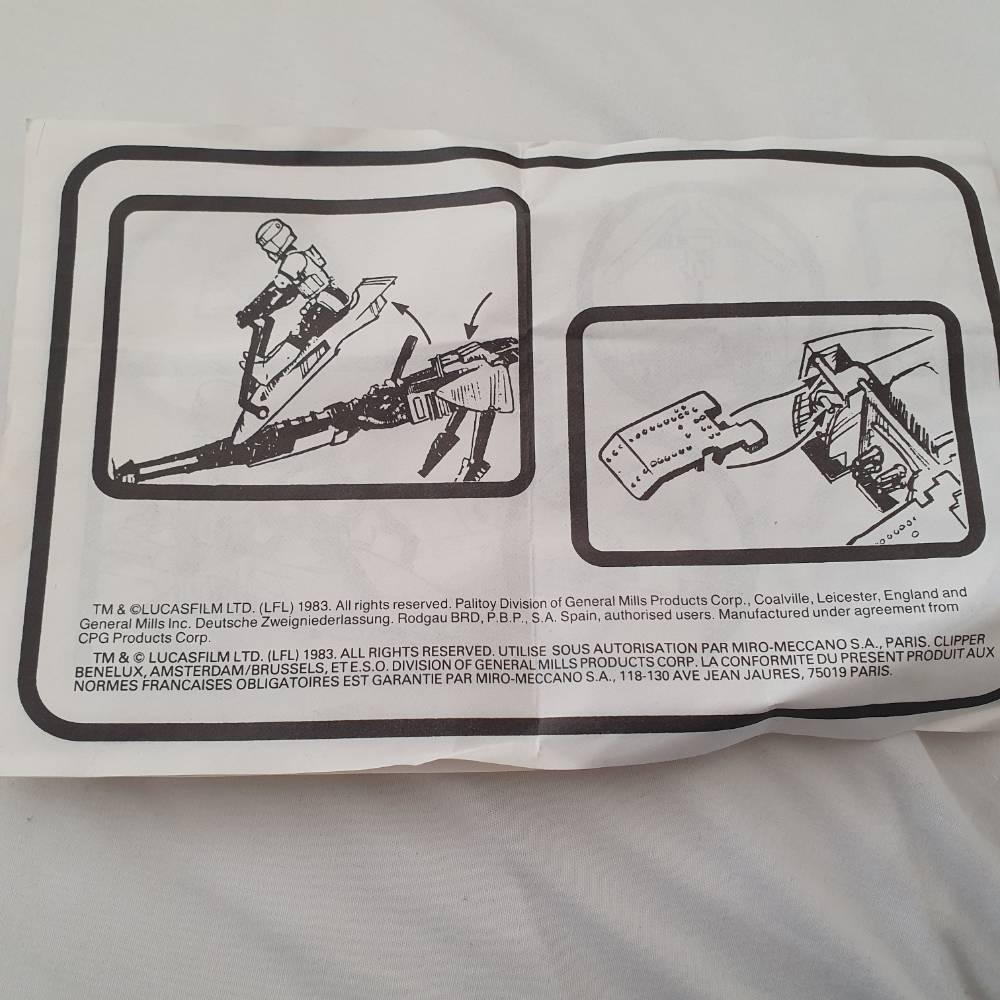 TM & ©LUCASFILM LTD. (LFL) 1983. All rights reserved. Palitoy Division of General Mills Products Corp., Coalville, Leicester, England and
General Mills Inc. Deutsche Zweigniederlassung. Rodgau BRD, P.B.P., S.A. Spain, authorised users. Manufactured under agreement from
CPG Products Corp.
TM & © LUCASFILM LTD. (LFL) 1983. ALL RIGHTS RESERVED. UTILISE SOUS AUTORISATION PAR MIRO-MECCANO S.A., PARIS. CLIPPER
BENELUX, AMSTERDAM/BRUSSELS, ET E.S.O. DIVISION OF GENERAL MILLS PRODUCTS CORP. LA CONFORMITE DU PRESENT PRODUIT AUX
NORMES FRANCAISES OBLIGATOIRES EST GARANTIE PAR MIRO-MECCANO S.A., 118-130 AVE JEAN JAURES, 75019 PARIS.